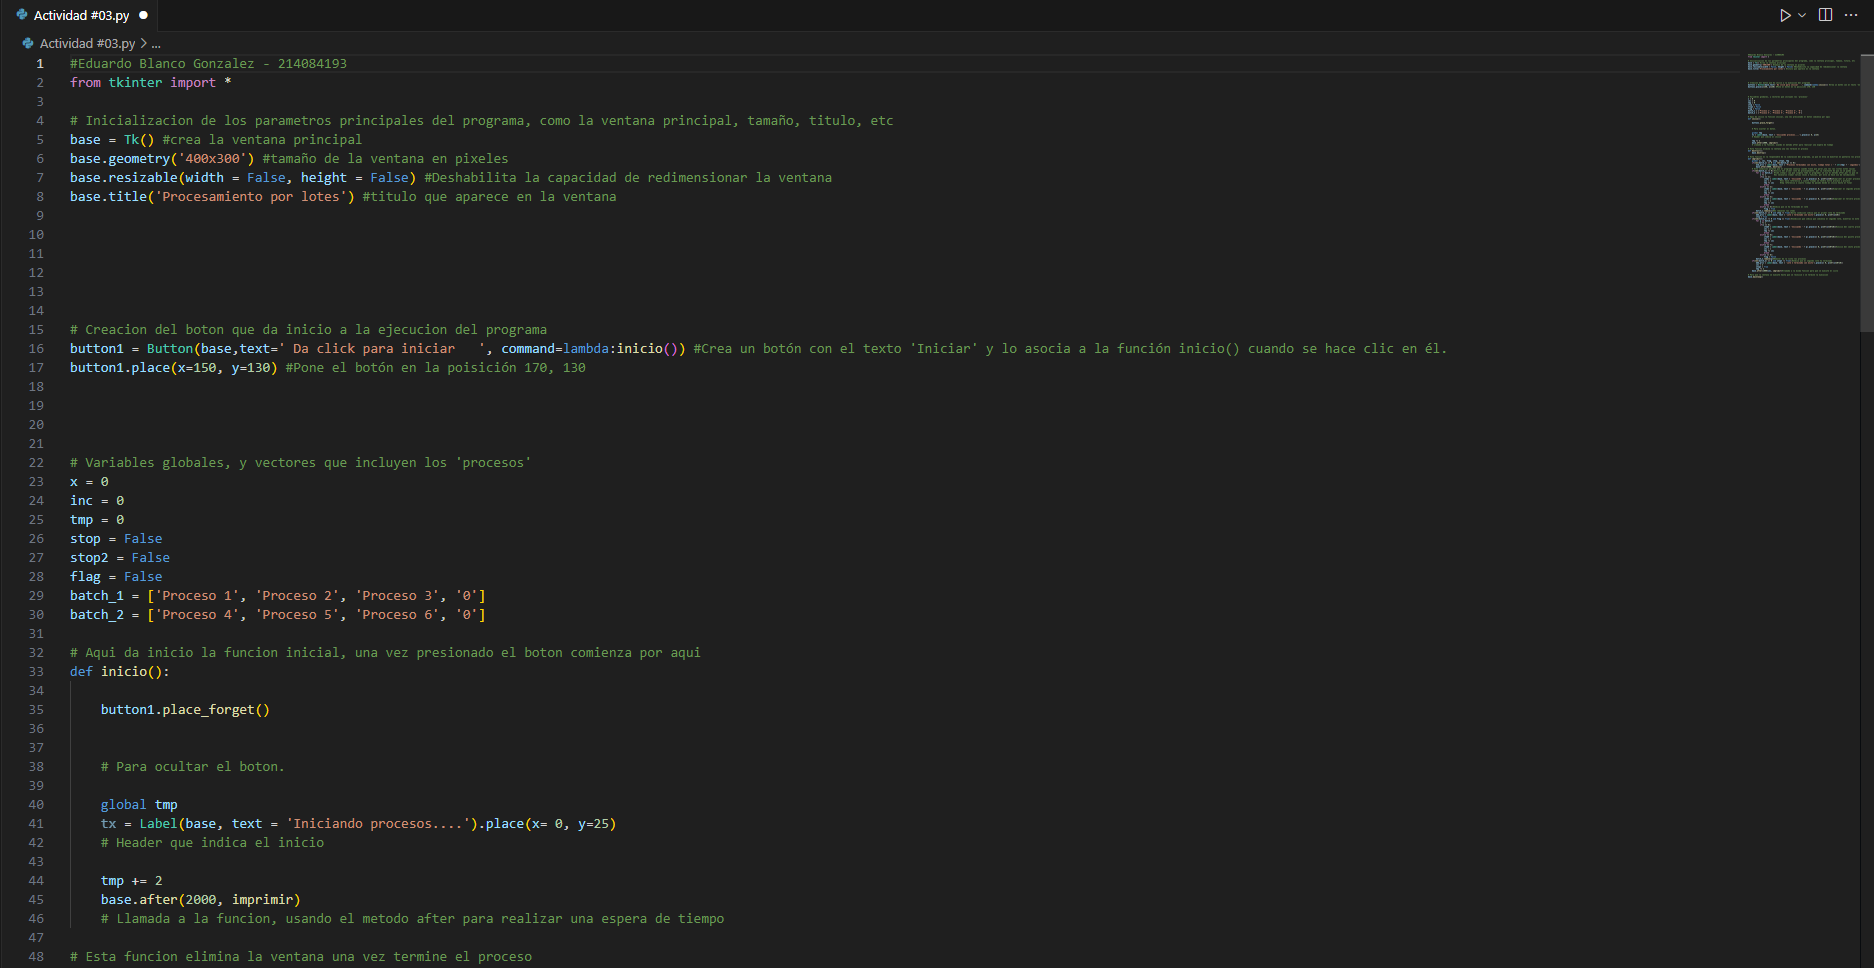 Actividad #03.py
Actividad #03.py > ...
1 #Eduardo Blanco Gonzalez - 214084193
2 from tkinter import *
3
4 # Inicializacion de los parametros principales del programa, como la ventana principal, tamaño, titulo, etc
5 base = Tk() #crea la ventana principal
6 base.geometry('400x300') #tamaño de la ventana en pixeles
7 base.resizable(width = False, height = False) #Deshabilita la capacidad de redimensionar la ventana
8 base.title('Procesamiento por lotes') #titulo que aparece en la ventana
9
10
11
12
13
14
15 # Creacion del boton que da inicio a la ejecucion del programa
16 button1 = Button(base,text=' Da click para iniciar   ', command=lambda:inicio()) #Crea un botón con el texto 'Iniciar' y lo asocia a la función inicio() cuando se hace clic en él.
17 button1.place(x=150, y=130) #Pone el botón en la poisición 170, 130
18
19
20
21
22 # Variables globales, y vectores que incluyen los 'procesos'
23 x = 0
24 inc = 0
25 tmp = 0
26 stop = False
27 stop2 = False
28 flag = False
29 batch_1 = ['Proceso 1', 'Proceso 2', 'Proceso 3', '0']
30 batch_2 = ['Proceso 4', 'Proceso 5', 'Proceso 6', '0']
31
32 # Aqui da inicio la funcion inicial, una vez presionado el boton comienza por aqui
33 def inicio():
34
35     button1.place_forget()
36
37
38     # Para ocultar el boton.
39
40     global tmp
41     tx = Label(base, text = 'Iniciando procesos....').place(x= 0, y=25)
42     # Header que indica el inicio
43
44     tmp += 2
45     base.after(2000, imprimir)
46     # Llamada a la funcion, usando el metodo after para realizar una espera de tiempo
47
48 # Esta funcion elimina la ventana una vez termine el proceso